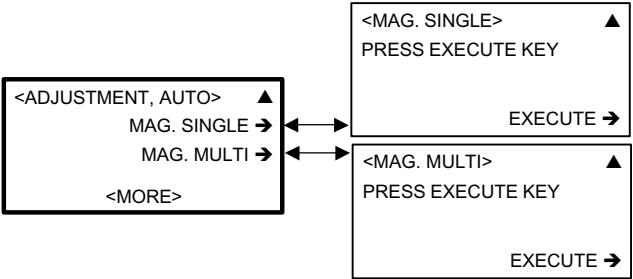 <ADJUSTMENT, AUTO> ▲
MAG. SINGLE ➔
MAG. MULTI ➔
<MORE>
<MAG. SINGLE> ▲
PRESS EXECUTE KEY
EXECUTE ➔
<MAG. MULTI> ▲
PRESS EXECUTE KEY
EXECUTE ➔